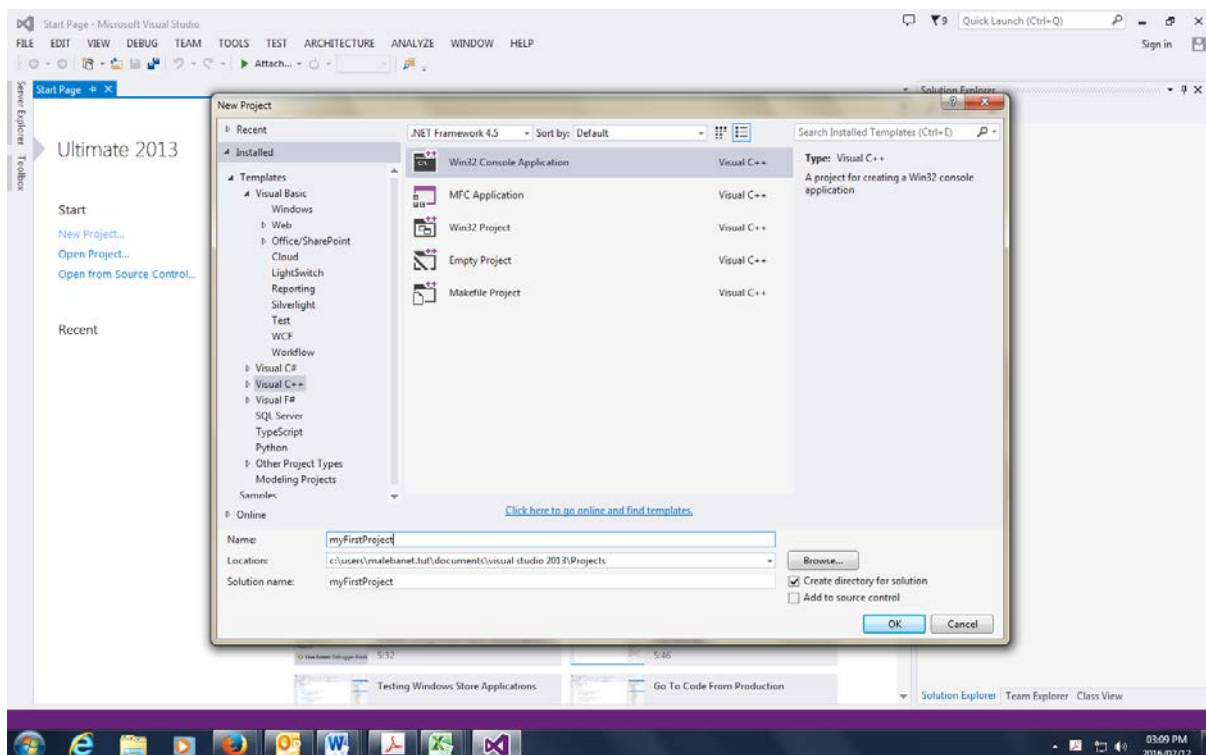 Start Page - Microsoft Visual Studio
9
Quick Launch (Ctrl+Q)
FILE EDIT VIEW DEBUG TEAM TOOLS TEST ARCHITECTURE ANALYZE WINDOW HELP
Sign in
Attach...
Server Explorer
Toolbox
Start Page
Solution Explorer
Ultimate 2013
Start
New Project...
Open Project...
Open from Source Control...
Recent
New Project
Recent
.NET Framework 4.5
Sort by: Default
Search Installed Templates (Ctrl+E)
Installed
Templates
Visual Basic
Windows
Web
Office/SharePoint
Cloud
LightSwitch
Reporting
Silverlight
Test
WCF
Workflow
Visual C#
Visual C++
Visual F#
SQL Server
TypeScript
Python
Other Project Types
Modeling Projects
Samples
Online
Win32 Console Application Visual C++
MFC Application Visual C++
Win32 Project Visual C++
Empty Project Visual C++
Makefile Project Visual C++
Type: Visual C++
A project for creating a Win32 console
application
Click here to go online and find templates.
Name: myFirstProject
Location: c:\users\malebanet.tut\documents\visual studio 2013\Projects
Browse...
Solution name: myFirstProject
Create directory for solution
Add to source control
OK Cancel
5:32
5:46
Testing Windows Store Applications
Go To Code From Production
Solution Explorer Team Explorer Class View
03:09 PM
2016/02/12